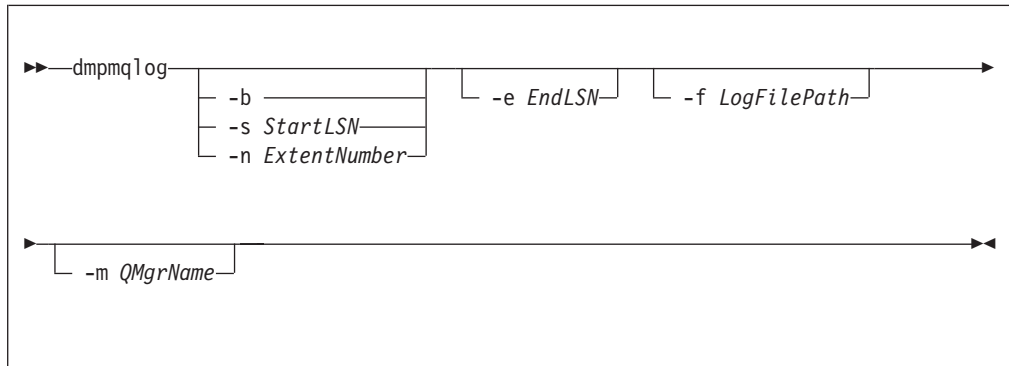 dmpmqlog
-b
-e EndLSN
-f LogFilePath
-s StartLSN
-n ExtentNumber
-m QMgrName